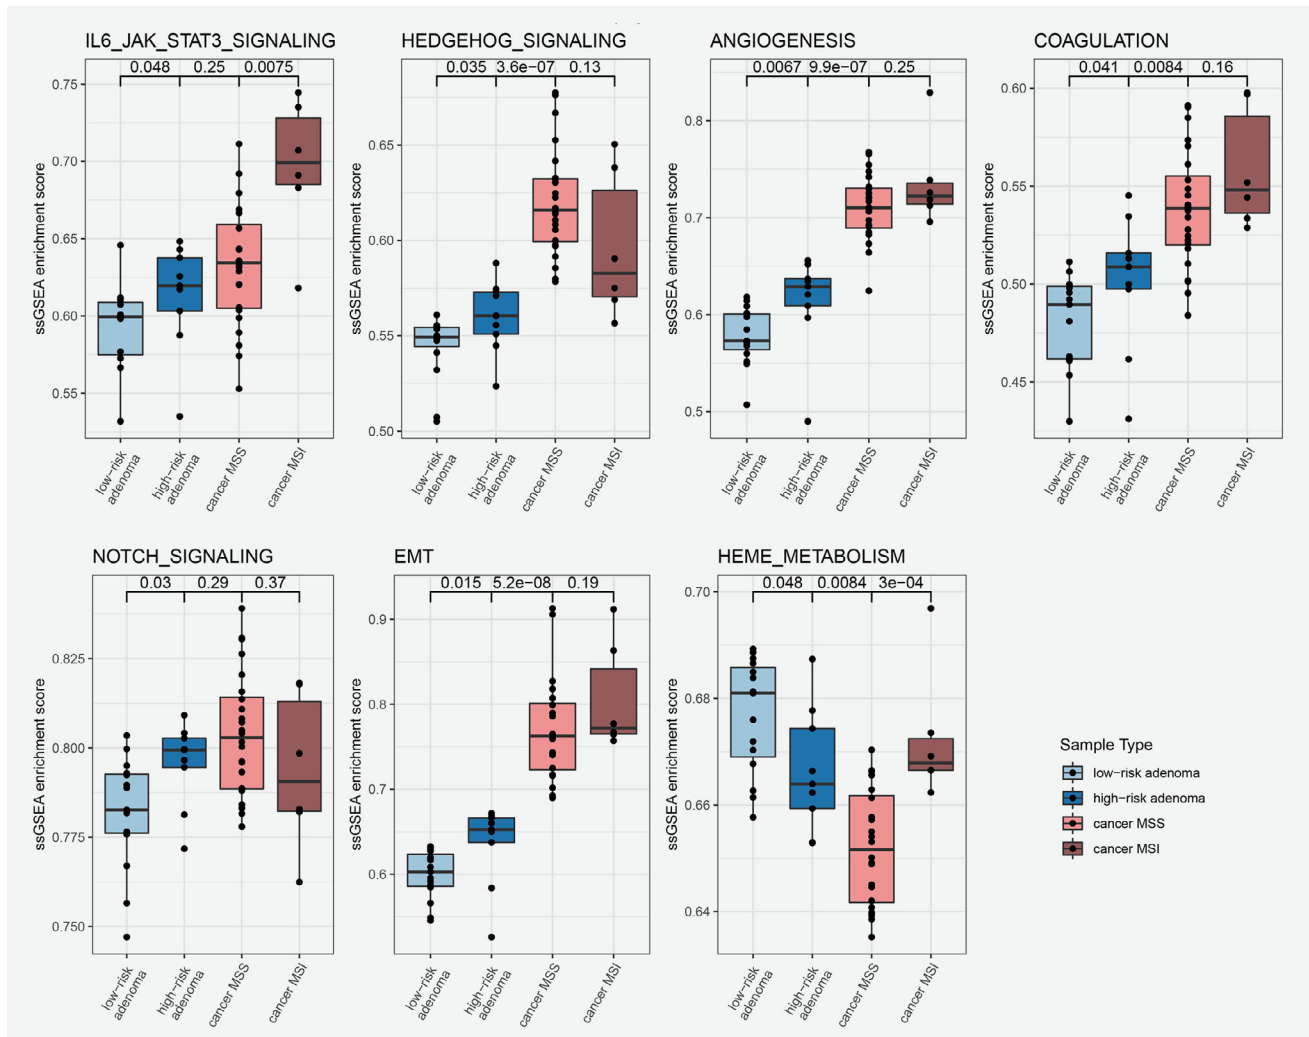 IL6_JAK_STAT3_SIGNALING
0.048 0.25 0.0075
ssGSEA enrichment score
0.75
0.70
0.65
0.60
0.55
low−risk
adenoma
high−risk
adenoma
cancer MSS
cancer MSI
HEDGEHOG_SIGNALING
0.035 3.6e−07 0.13
ssGSEA enrichment score
0.65
0.60
0.55
0.50
low−risk
adenoma
high−risk
adenoma
cancer MSS
cancer MSI
ANGIOGENESIS
0.0067 9.9e−07 0.25
ssGSEA enrichment score
0.8
0.7
0.6
0.5
low−risk
adenoma
high−risk
adenoma
cancer MSS
cancer MSI
COAGULATION
0.041 0.0084 0.16
ssGSEA enrichment score
0.60
0.55
0.50
0.45
low−risk
adenoma
high−risk
adenoma
cancer MSS
cancer MSI
NOTCH_SIGNALING
0.03 0.29 0.37
ssGSEA enrichment score
0.825
0.800
0.775
0.750
low−risk
adenoma
high−risk
adenoma
cancer MSS
cancer MSI
EMT
0.015 5.2e−08 0.19
ssGSEA enrichment score
0.9
0.8
0.7
0.6
low−risk
adenoma
high−risk
adenoma
cancer MSS
cancer MSI
HEME_METABOLISM
0.048 0.0084 3e−04
ssGSEA enrichment score
0.70
0.68
0.66
0.64
low−risk
adenoma
high−risk
adenoma
cancer MSS
cancer MSI
Sample Type
low−risk adenoma
high−risk adenoma
cancer MSS
cancer MSI